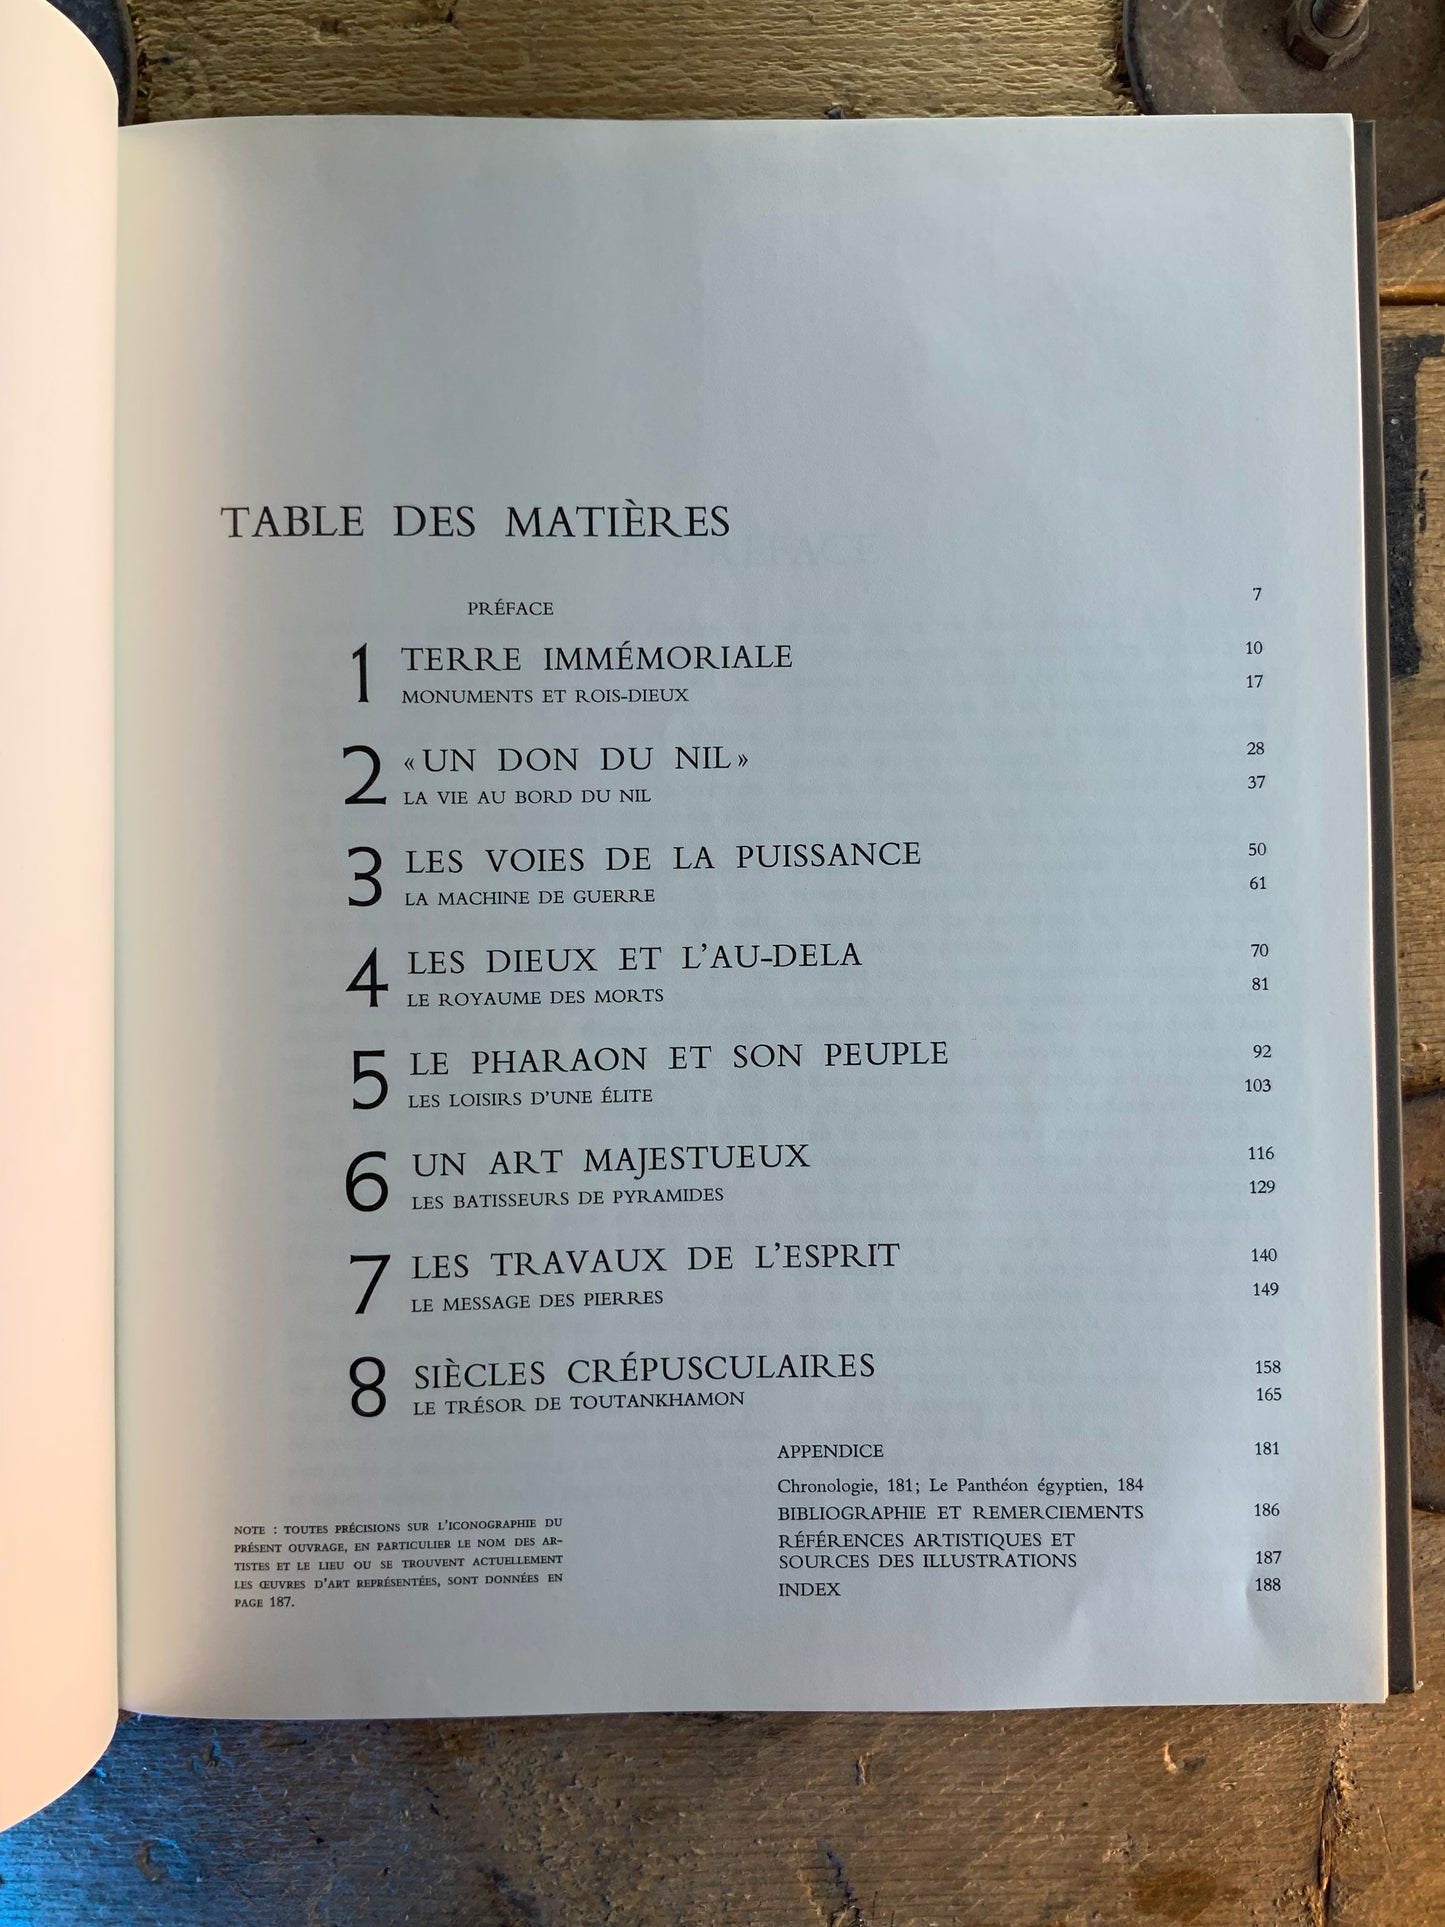 TABLE DES MATIÈRES
PRÉFACE 7
1 TERRE IMMÉMORIALE 10
MONUMENTS ET ROIS-DIEUX 17
2 « UN DON DU NIL » 28
LA VIE AU BORD DU NIL 37
3 LES VOIES DE LA PUISSANCE 50
LA MACHINE DE GUERRE 61
4 LES DIEUX ET L'AU-DELA 70
LE ROYAUME DES MORTS 81
5 LE PHARAON ET SON PEUPLE 92
LES LOISIRS D'UNE ÉLITE 103
6 UN ART MAJESTUEUX 116
LES BATISSEURS DE PYRAMIDES 129
7 LES TRAVAUX DE L'ESPRIT 140
LE MESSAGE DES PIERRES 149
8 SIÈCLES CRÉPUSCULAIRES 158
LE TRÉSOR DE TOUTANKHAMON 165
APPENDICE 181
Chronologie, 181; Le Panthéon égyptien, 184
BIBLIOGRAPHIE ET REMERCIEMENTS 186
RÉFÉRENCES ARTISTIQUES ET
SOURCES DES ILLUSTRATIONS 187
INDEX 188
NOTE : TOUTES PRÉCISIONS SUR L'ICONOGRAPHIE DU
PRÉSENT OUVRAGE, EN PARTICULIER LE NOM DES AR-
TISTES ET LE LIEU OU SE TROUVENT ACTUELLEMENT
LES ŒUVRES D'ART REPRÉSENTÉES, SONT DONNÉES EN
PAGE 187.